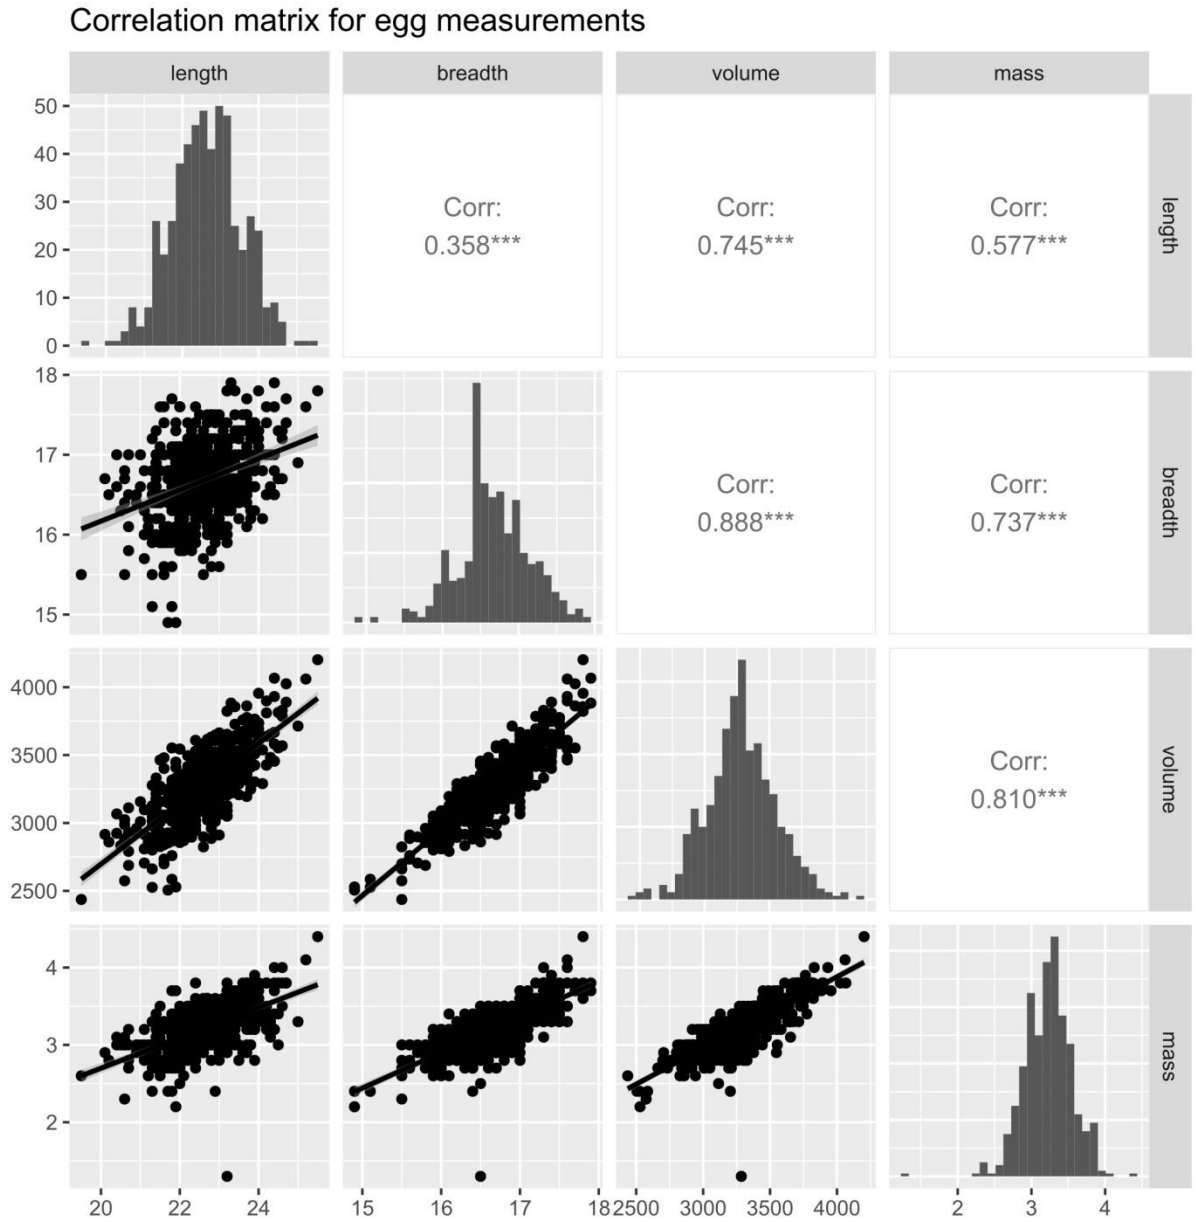 Correlation matrix for egg measurements
length breadth volume mass
50
40
30
20
10
0
Corr:
0.358***
Corr:
0.745***
Corr:
0.577***
length
18
17
16
15
Corr:
0.888***
Corr:
0.737***
breadth
4000
3500
3000
2500
Corr:
0.810***
volume
4
3
2
mass
20 22 24 15 16 17 18 2500 3000 3500 4000 2 3 4